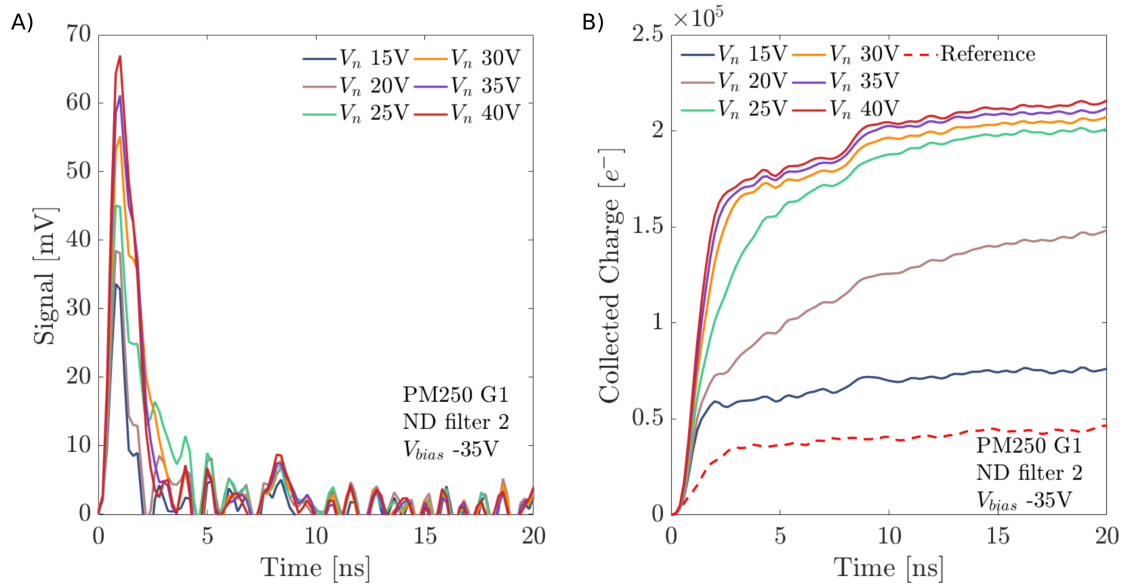 A)
Signal [mV]
70
60
50
40
30
20
10
0
V_n 15V V_n 30V
V_n 20V V_n 35V
V_n 25V V_n 40V
PM250 G1
ND filter 2
V_bias -35V
0 5 10 15 20
Time [ns]
B)
×10^5
Collected Charge [e^-]
2.5
2
1.5
1
0.5
0
V_n 15V V_n 30V Reference
V_n 20V V_n 35V
V_n 25V V_n 40V
PM250 G1
ND filter 2
V_bias -35V
0 5 10 15 20
Time [ns]